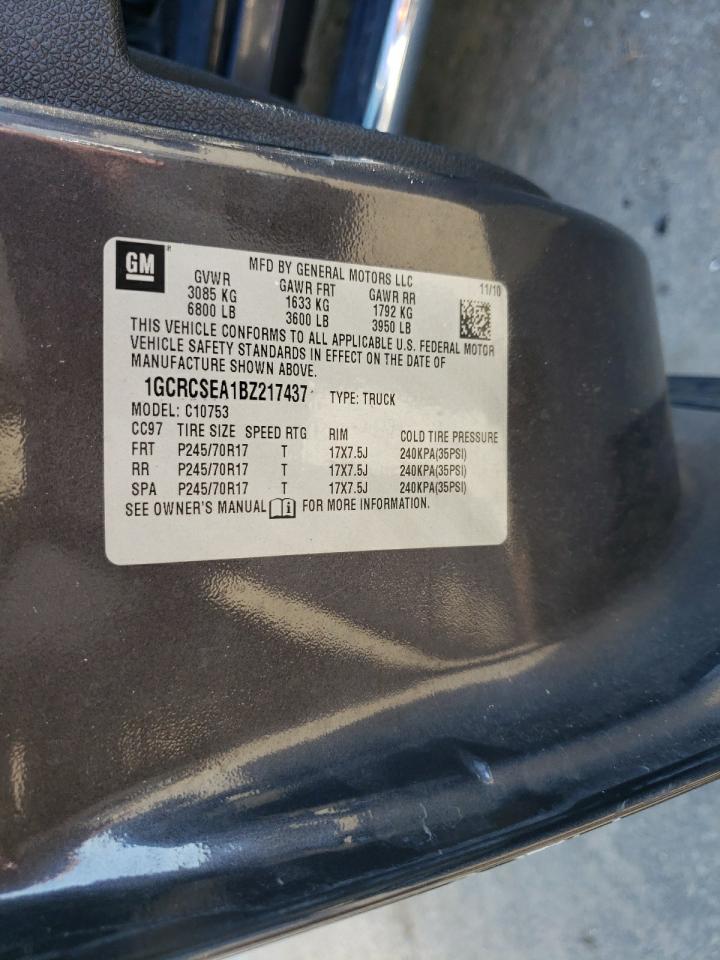 GM
MFD BY GENERAL MOTORS LLC 11/10
GVWR GAWR FRT GAWR RR
3085 KG 1633 KG 1792 KG
6800 LB 3600 LB 3950 LB
THIS VEHICLE CONFORMS TO ALL APPLICABLE U.S. FEDERAL MOTOR
VEHICLE SAFETY STANDARDS IN EFFECT ON THE DATE OF
MANUFACTURE SHOWN ABOVE.
1GCRCSEA1BZ217437 TYPE: TRUCK
MODEL: C10753
CC97 TIRE SIZE SPEED RTG RIM COLD TIRE PRESSURE
FRT P245/70R17 T 17X7.5J 240KPA(35PSI)
RR P245/70R17 T 17X7.5J 240KPA(35PSI)
SPA P245/70R17 T 17X7.5J 240KPA(35PSI)
SEE OWNER'S MANUAL i FOR MORE INFORMATION.